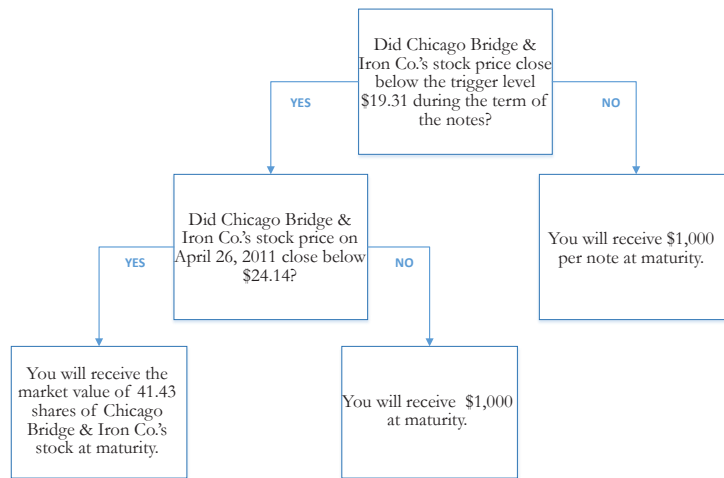 Did Chicago Bridge &
Iron Co.'s stock price close
below the trigger level
$19.31 during the term of
the notes?
YES
NO
Did Chicago Bridge &
Iron Co.'s stock price on
April 26, 2011 close below
$24.14?
You will receive $1,000
per note at maturity.
YES
NO
You will receive the
market value of 41.43
shares of Chicago
Bridge & Iron Co.'s
stock at maturity.
You will receive $1,000
at maturity.